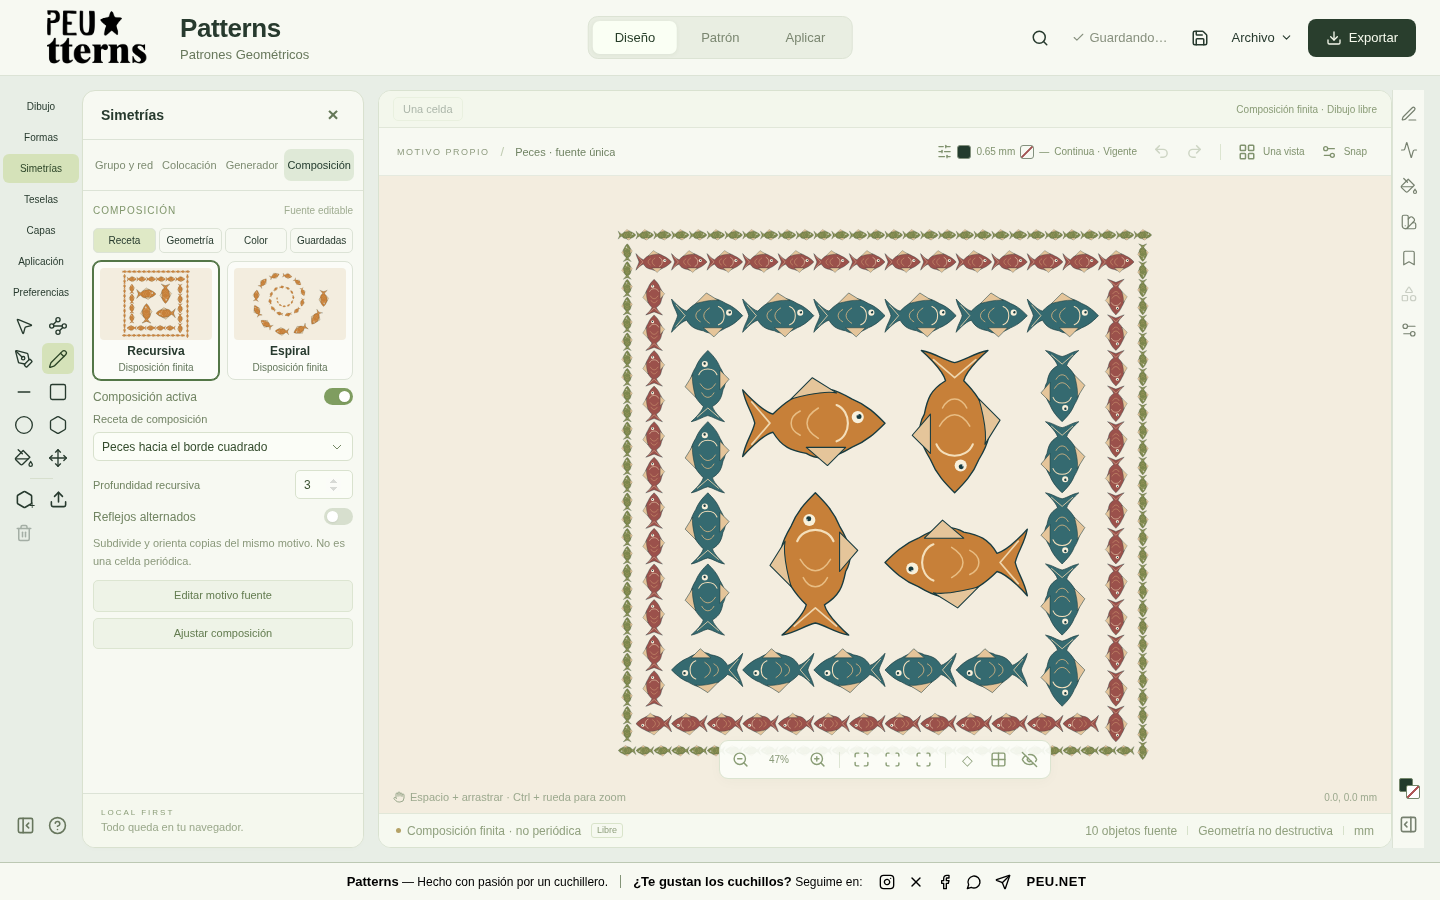 PEU
tterns
Patterns
Patrones Geométricos
Diseño
Patrón
Aplicar
Guardando…
Archivo
Exportar
Dibujo
Formas
Simetrías
Teselas
Capas
Aplicación
Preferencias
Simetrías
Grupo y red
Colocación
Generador
Composición
COMPOSICIÓN
Fuente editable
Receta
Geometría
Color
Guardadas
Recursiva
Disposición finita
Espiral
Disposición finita
Composición activa
Receta de composición
Peces hacia el borde cuadrado
Profundidad recursiva
3
Reflejos alternados
Subdivide y orienta copias del mismo motivo. No es
una celda periódica.
Editar motivo fuente
Ajustar composición
LOCAL FIRST
Todo queda en tu navegador.
Una celda
Composición finita · Dibujo libre
MOTIVO PROPIO / Peces · fuente única
0.65 mm
— Continua · Vigente
Una vista
Snap
47%
Espacio + arrastrar · Ctrl + rueda para zoom
0.0, 0.0 mm
Composición finita · no periódica
Libre
10 objetos fuente
Geometría no destructiva
mm
Patterns — Hecho con pasión por un cuchillero.
¿Te gustan los cuchillos? Seguime en:
PEU.NET